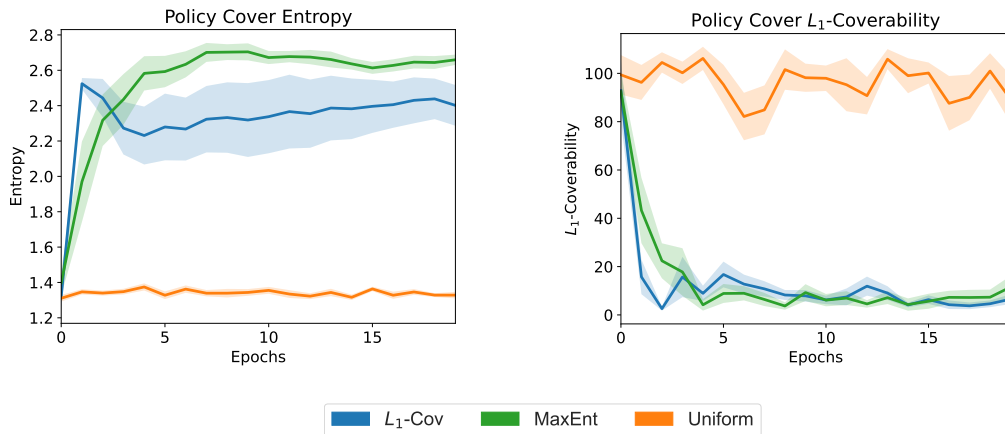 Policy Cover Entropy
2.8
2.6
2.4
2.2
2.0
1.8
1.6
1.4
1.2
Entropy
0 5 10 15
Epochs
Policy Cover L₁-Coverability
100
80
60
40
20
0
L₁-Coverability
0 5 10 15
Epochs
L₁-Cov MaxEnt Uniform